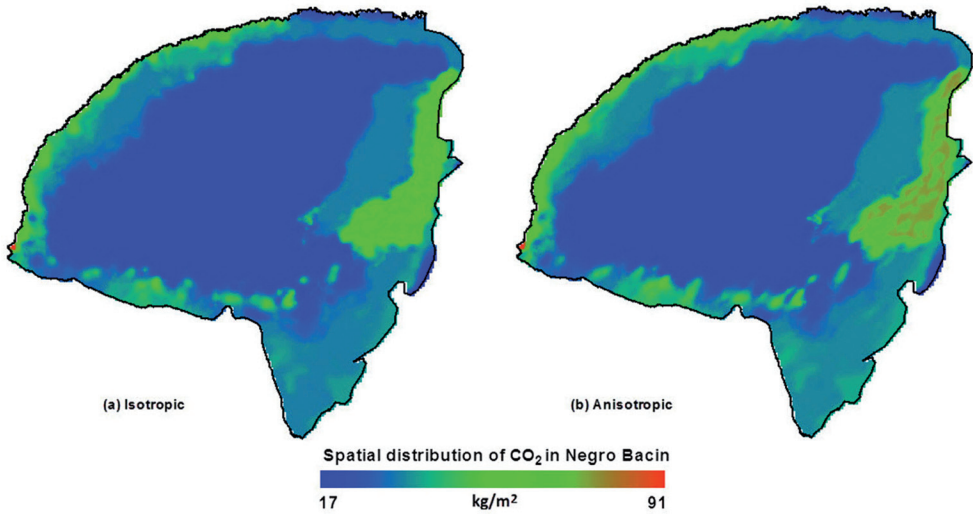 (a) Isotropic
(b) Anisotropic
Spatial distribution of CO₂ in Negro Bacin
17 kg/m² 91